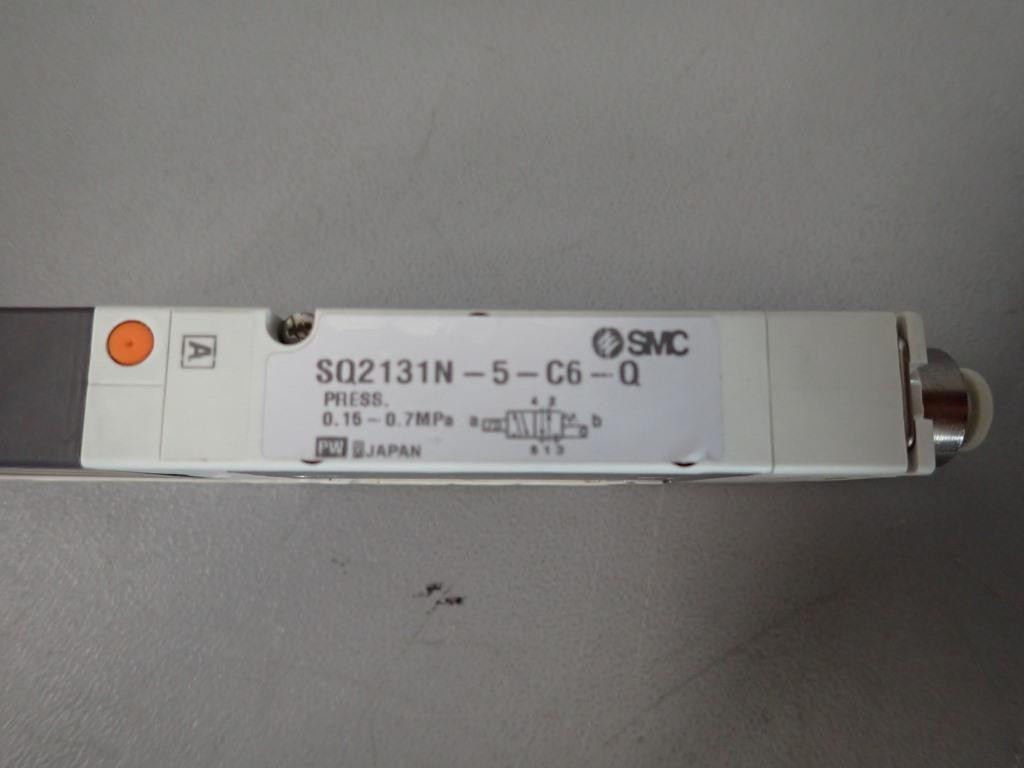 A
SMC
SQ2131N-5-C6-Q
PRESS.
0.15~0.7MPa
4 2
a b
5 1 3
PW JAPAN